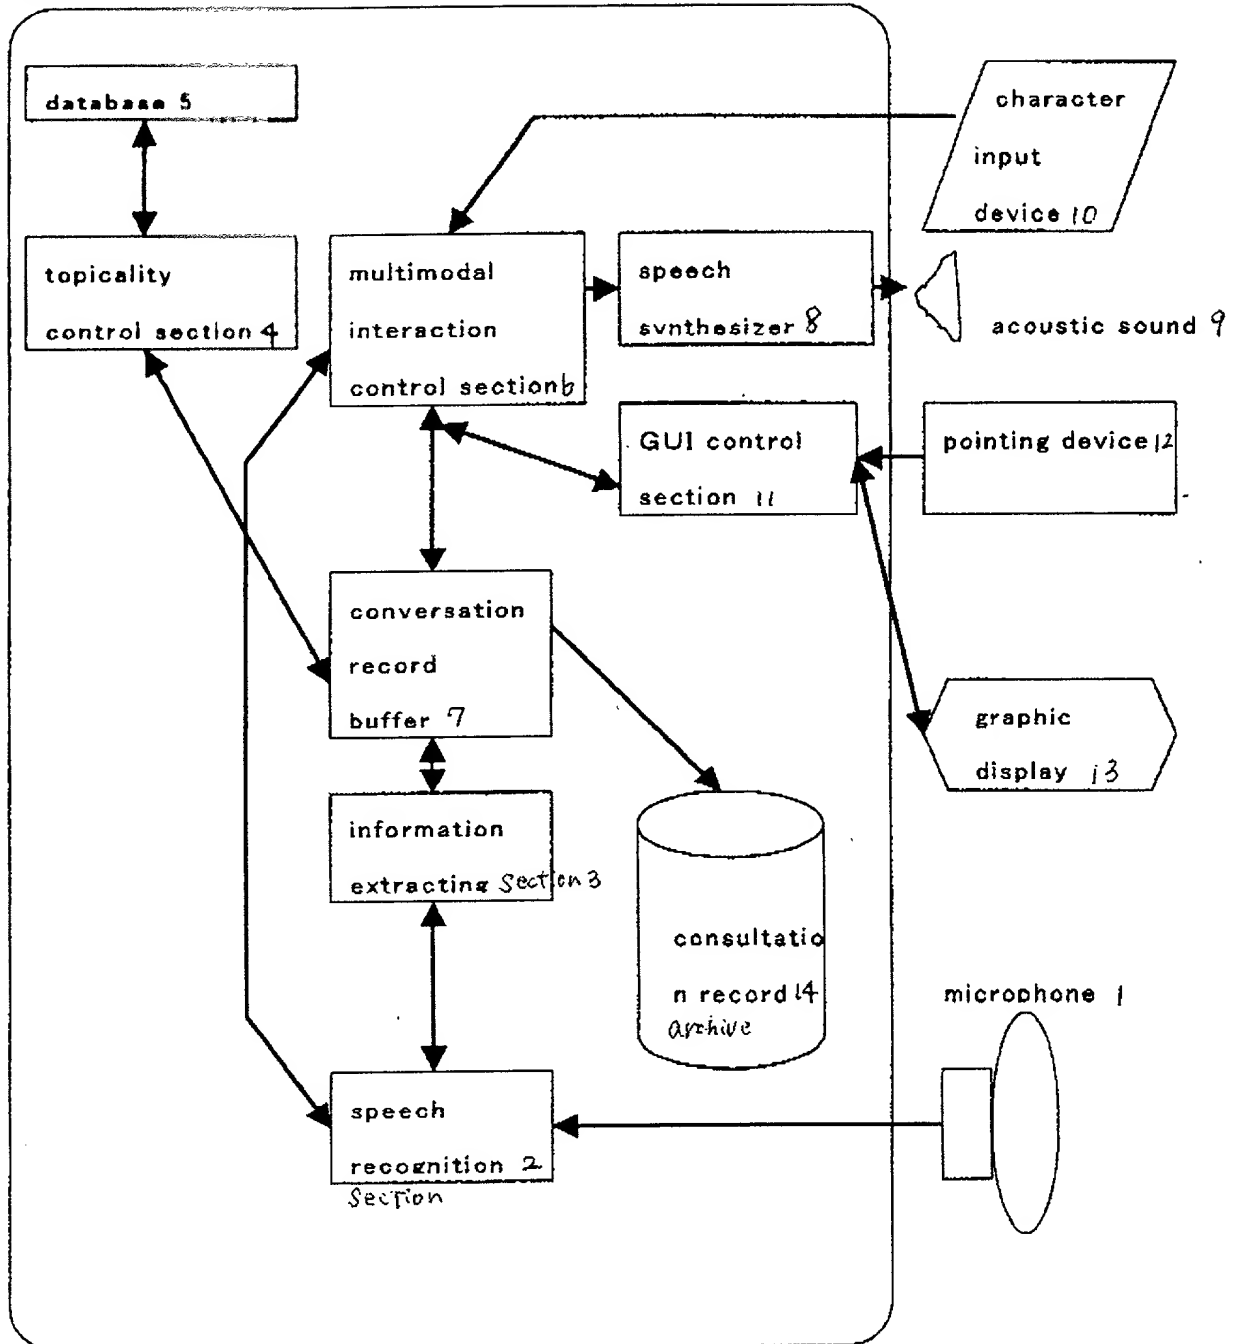 database 5
character
input
device 10
topicality
control section 4
multimodal
interaction
control section 6
speech
synthesizer 8
acoustic sound 9
GUI control
section 11
pointing device 12
conversation
record
buffer 7
graphic
display 13
information
extracting section 3
consultatio
n record 14
archive
microphone 1
speech
recognition 2
section